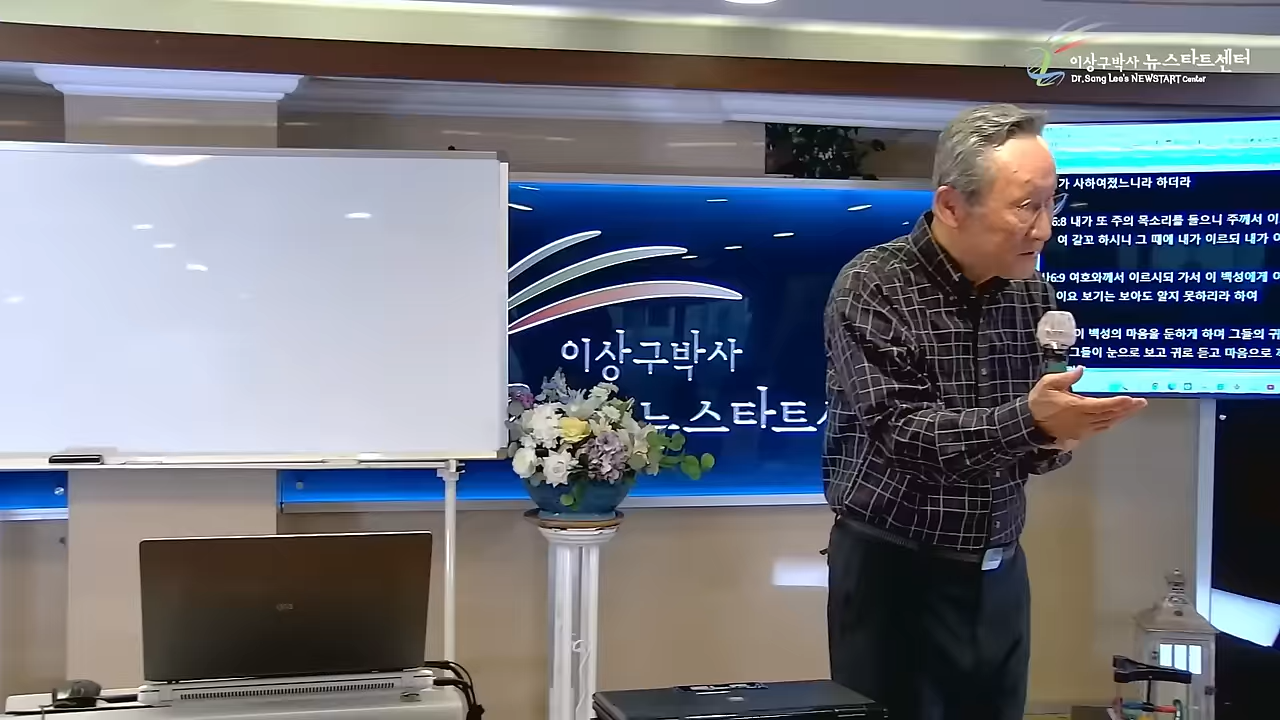 이상구박사 뉴스타트센터
Dr.Sang Lee's NEWSTART Center
가 사하여졌느니라 하더라
6:8 내가 또 주의 목소리를 들으니 주께서 이
여 갈꼬 하시니 그 때에 내가 이르되 내가
6:9 여호와께서 이르시되 가서 이 백성에게
이요 보기는 보아도 알지 못하리라 하여
이 백성의 마음을 둔하게 하며 그들의 귀
그들이 눈으로 보고 귀로 듣고 마음으로
이상구박사
뉴스타트